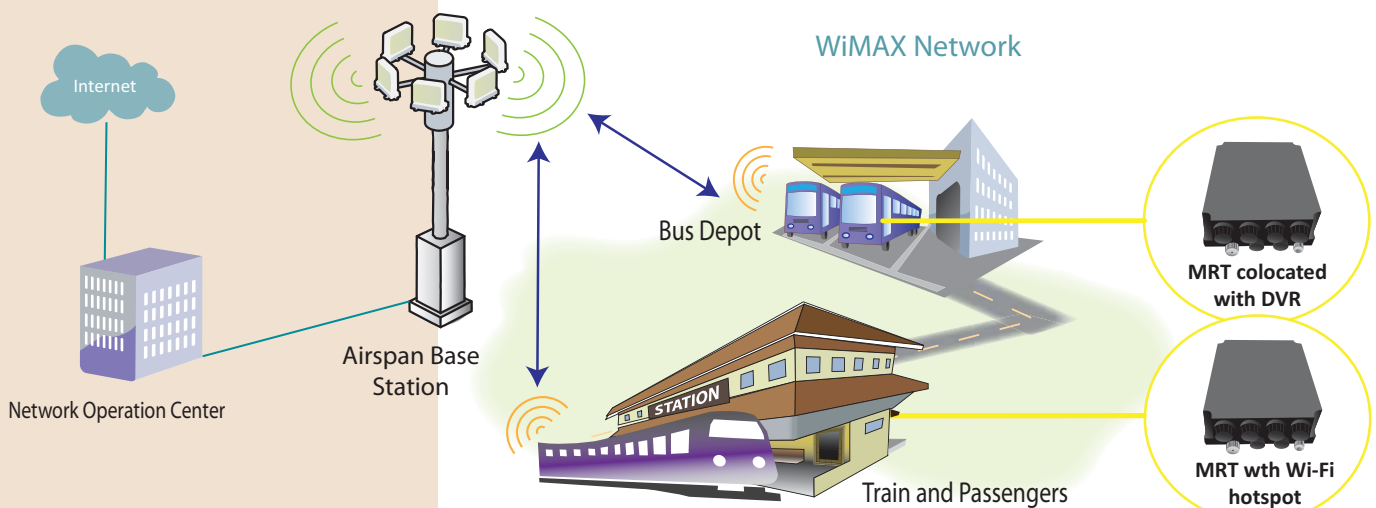 WiMAX Network
Internet
Bus Depot
MRT colocated
with DVR
Airspan Base
Station
STATION
Network Operation Center
MRT wth Wi-Fi
hotspot
Train and Passengers